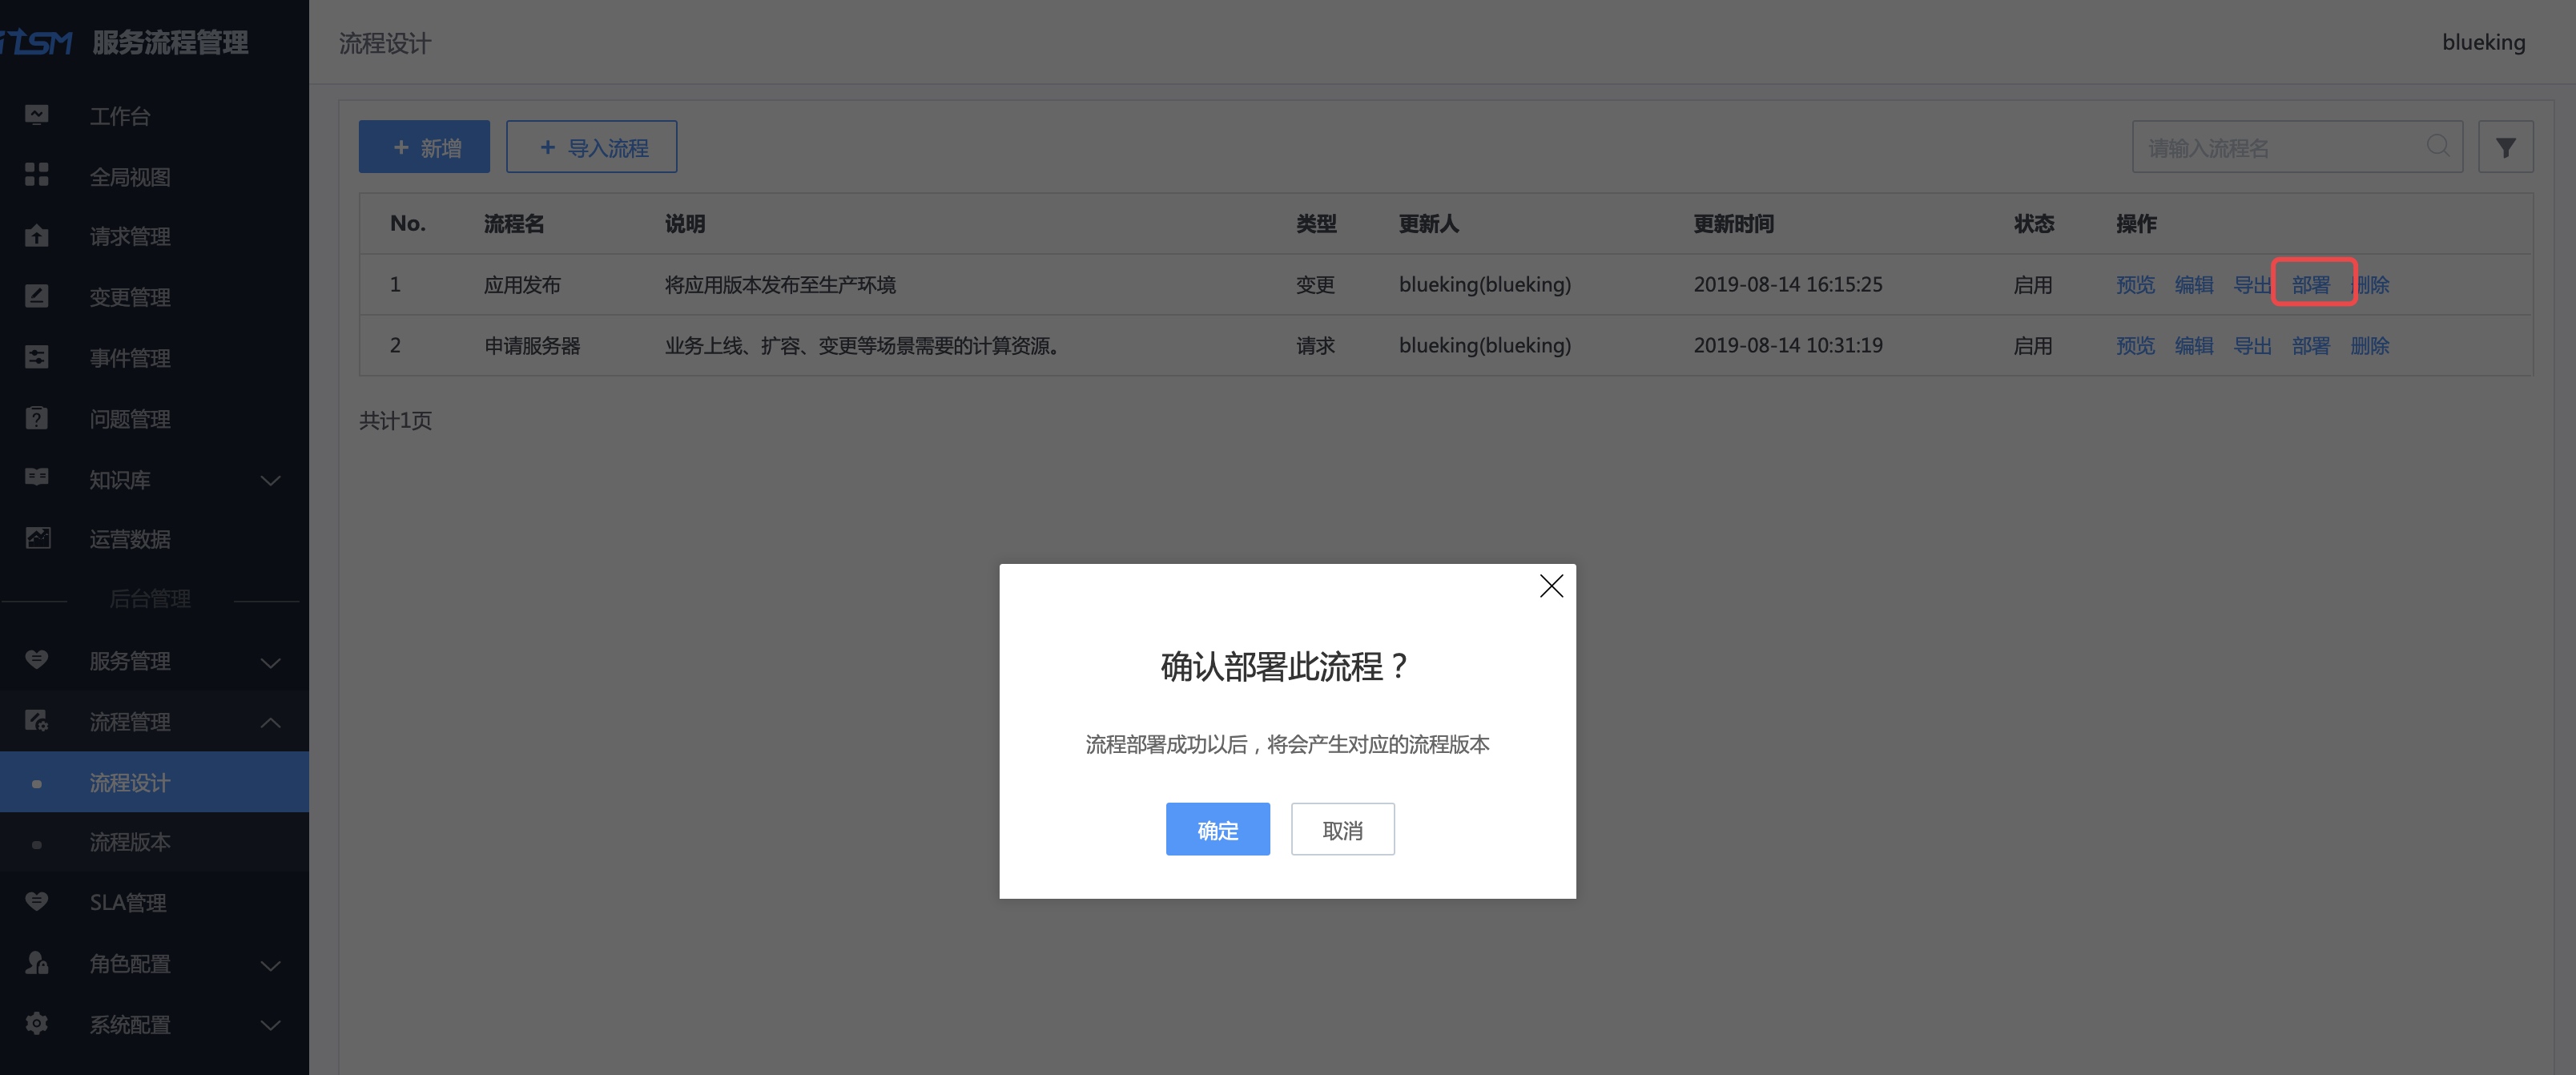 iTSM 服务流程管理
流程设计
blueking
工作台
全局视图
请求管理
变更管理
事件管理
问题管理
知识库
运营数据
后台管理
服务管理
流程管理
流程设计
流程版本
SLA管理
角色配置
系统配置
+ 新增
+ 导入流程
请输入流程名
No. 流程名 说明 类型 更新人 更新时间 状态 操作
1 应用发布 将应用版本发布至生产环境 变更 blueking(blueking) 2019-08-14 16:15:25 启用 预览 编辑 导出 部署 删除
2 申请服务器 业务上线、扩容、变更等场景需要的计算资源。 请求 blueking(blueking) 2019-08-14 10:31:19 启用 预览 编辑 导出 部署 删除
共计1页
确认部署此流程？
流程部署成功以后，将会产生对应的流程版本
确定
取消